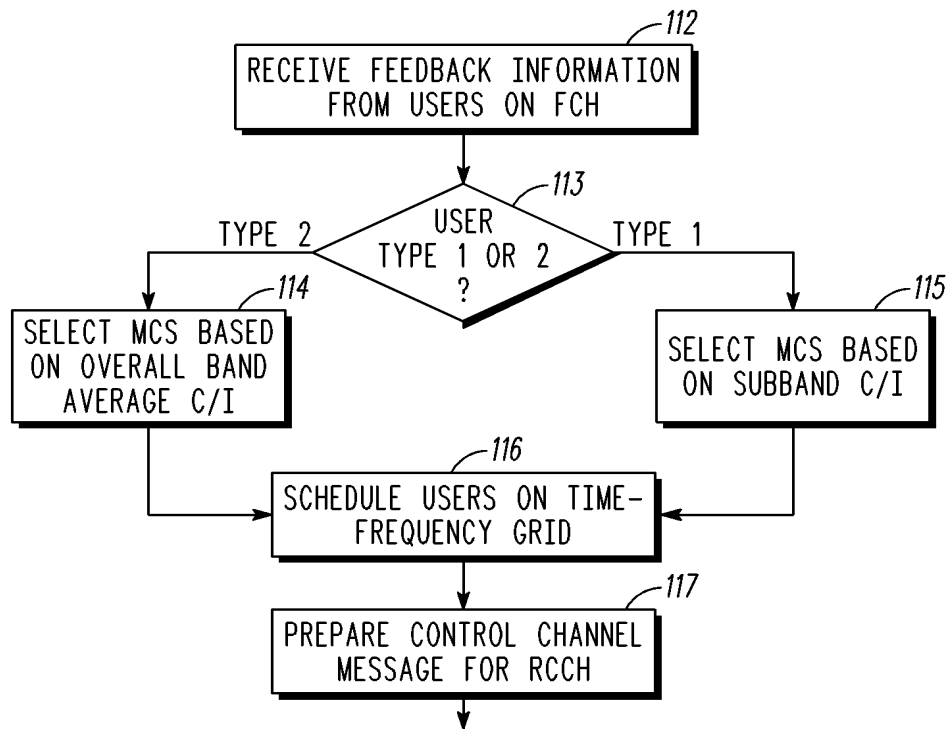 112
RECEIVE FEEDBACK INFORMATION
FROM USERS ON FCH
113
USER
TYPE 1 OR 2
?
TYPE 2
TYPE 1
114
SELECT MCS BASED
ON OVERALL BAND
AVERAGE C/I
115
SELECT MCS BASED
ON SUBBAND C/I
116
SCHEDULE USERS ON TIME-
FREQUENCY GRID
117
PREPARE CONTROL CHANNEL
MESSAGE FOR RCCH